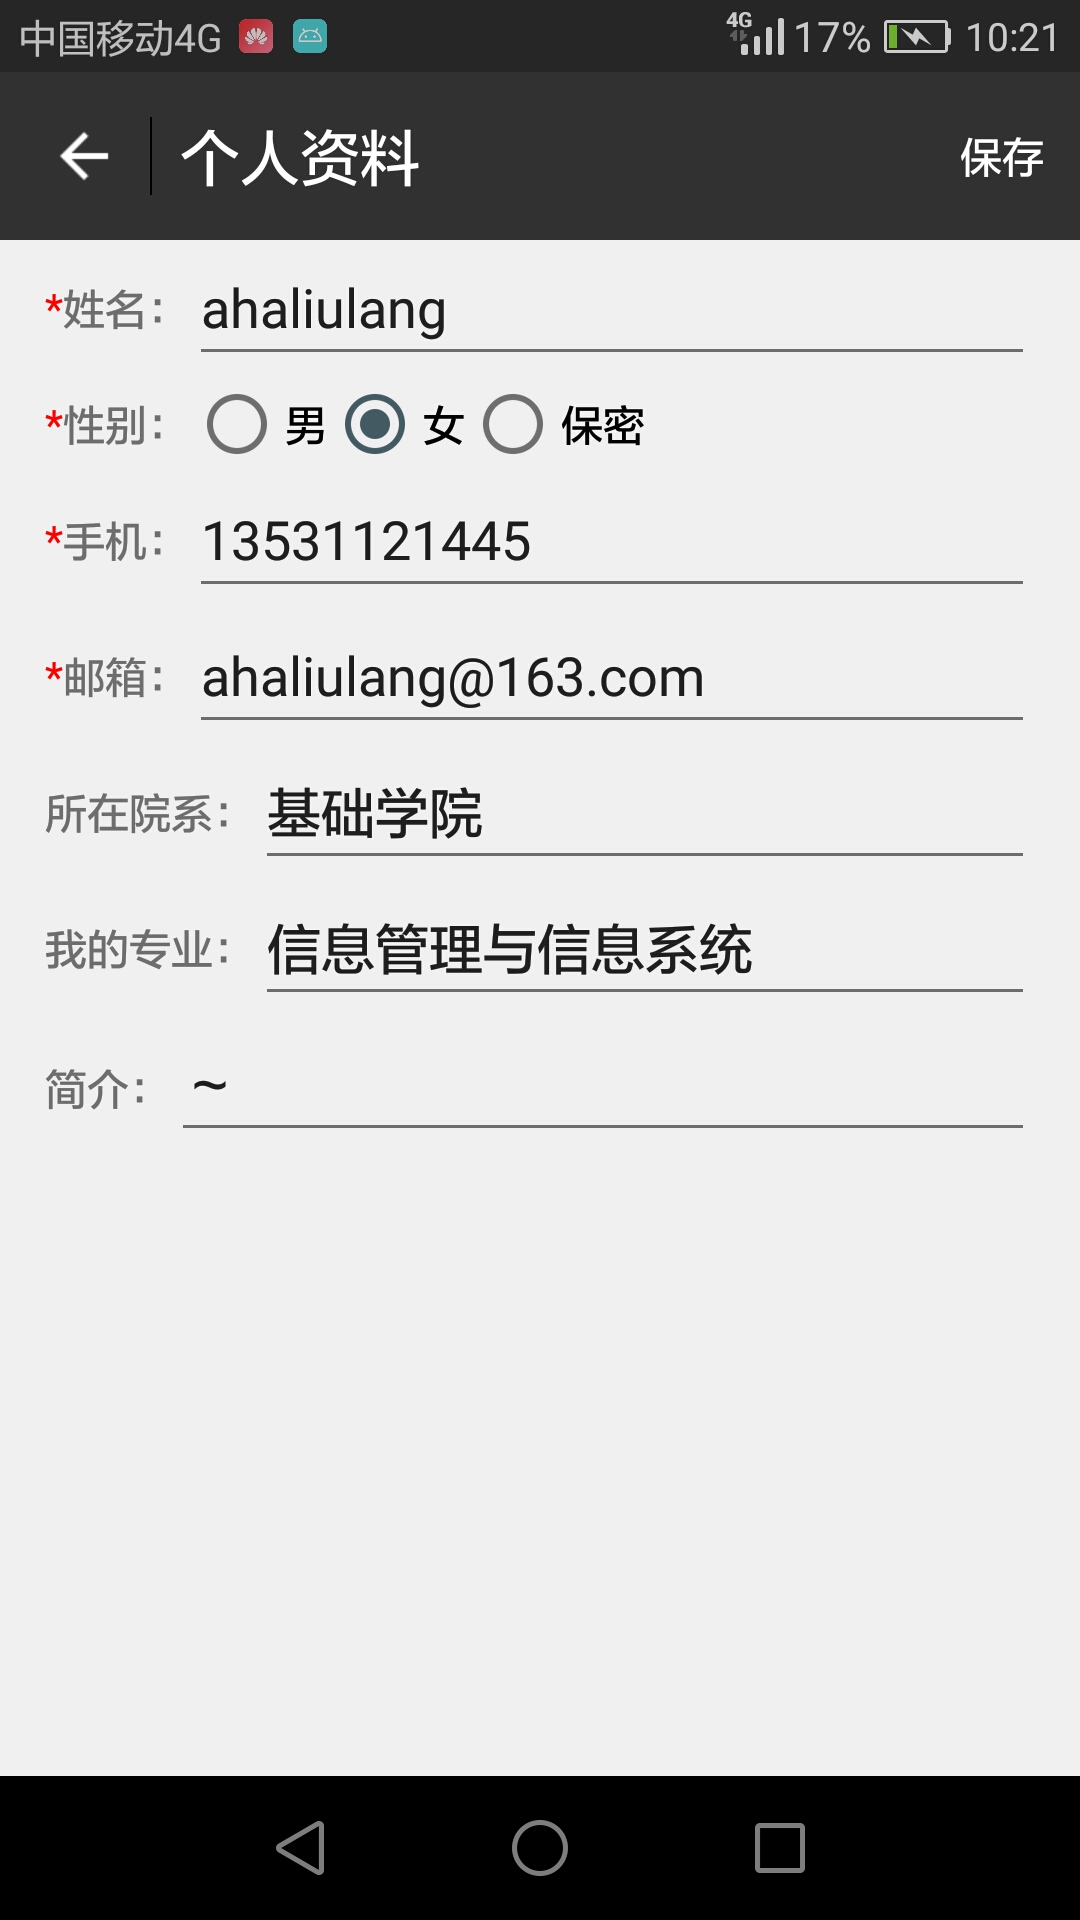 中国移动4G 4G 17% 10:21
个人资料 保存
*姓名： ahaliulang
*性别： 男 女 保密
*手机： 13531121445
*邮箱： ahaliulang@163.com
所在院系： 基础学院
我的专业： 信息管理与信息系统
简介： ~